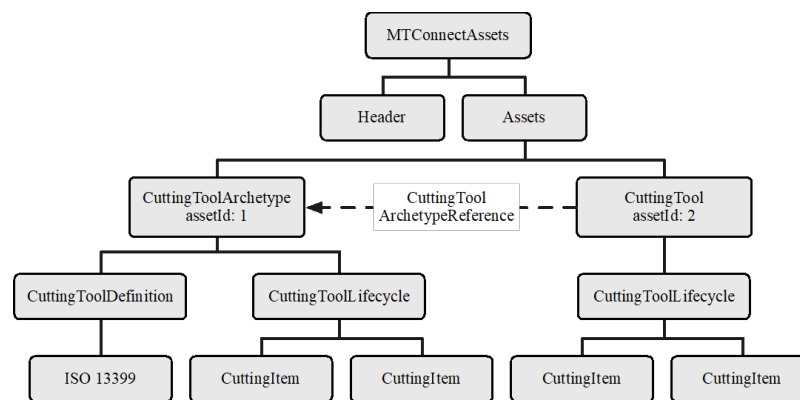 MTConnectAssets
Header
Assets
CuttingToolArchetype
assetId: 1
CuttingTool
ArchetypeReference
CuttingTool
assetId: 2
CuttingToolDefinition
CuttingToolLifecycle
CuttingToolLifecycle
ISO 13399
CuttingItem
CuttingItem
CuttingItem
CuttingItem